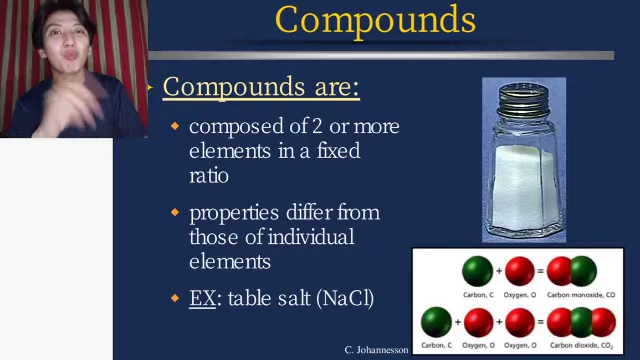 Compounds
Compounds are:
composed of 2 or more
elements in a fixed
ratio
properties differ from
those of individual
elements
EX: table salt (NaCl)
+ =
Carbon, C Oxygen, O Carbon monoxide, CO
+ + =
Carbon, C Oxygen, O Oxygen, O Carbon dioxide, CO₂
C. Johannesson